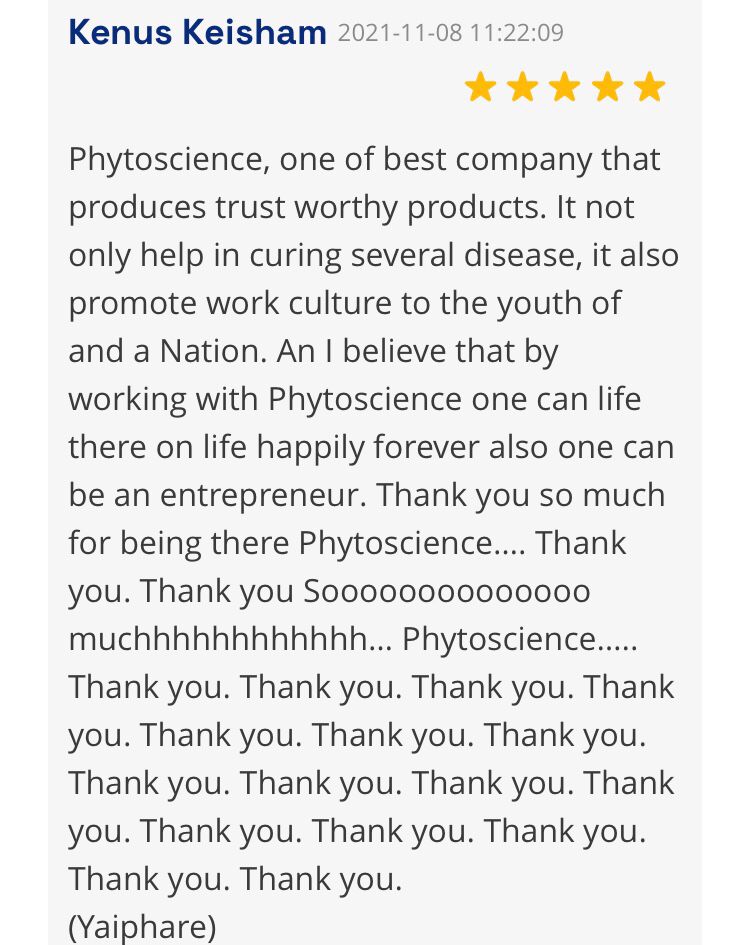 Kenus Keisham 2021-11-08 11:22:09
Phytoscience, one of best company that
produces trust worthy products. It not
only help in curing several disease, it also
promote work culture to the youth of
and a Nation. An I believe that by
working with Phytoscience one can life
there on life happily forever also one can
be an entrepreneur. Thank you so much
for being there Phytoscience.... Thank
you. Thank you Soooooooooooooo
muchhhhhhhhhhhh... Phytoscience.....
Thank you. Thank you. Thank you. Thank
you. Thank you. Thank you. Thank you.
Thank you. Thank you. Thank you. Thank
you. Thank you. Thank you. Thank you.
Thank you. Thank you.
(Yaiphare)